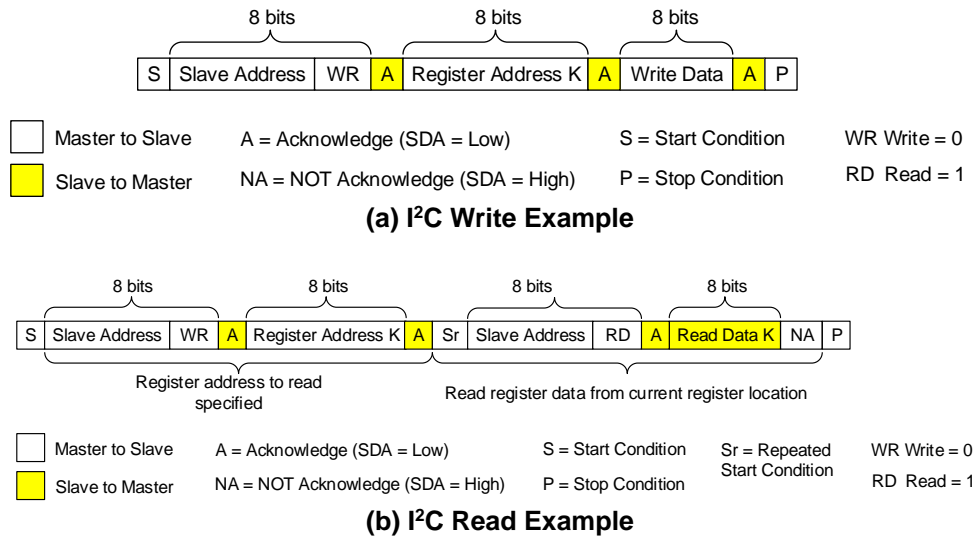 8 bits 8 bits 8 bits
S Slave Address WR A Register Address K A Write Data A P
Master to Slave A = Acknowledge (SDA = Low) S = Start Condition WR Write = 0
Slave to Master NA = NOT Acknowledge (SDA = High) P = Stop Condition RD Read = 1
(a) I²C Write Example
8 bits 8 bits 8 bits 8 bits
S Slave Address WR A Register Address K A Sr Slave Address RD A Read Data K NA P
Register address to read specified Read register data from current register location
Master to Slave A = Acknowledge (SDA = Low) S = Start Condition Sr = Repeated Start Condition WR Write = 0
Slave to Master NA = NOT Acknowledge (SDA = High) P = Stop Condition RD Read = 1
(b) I²C Read Example